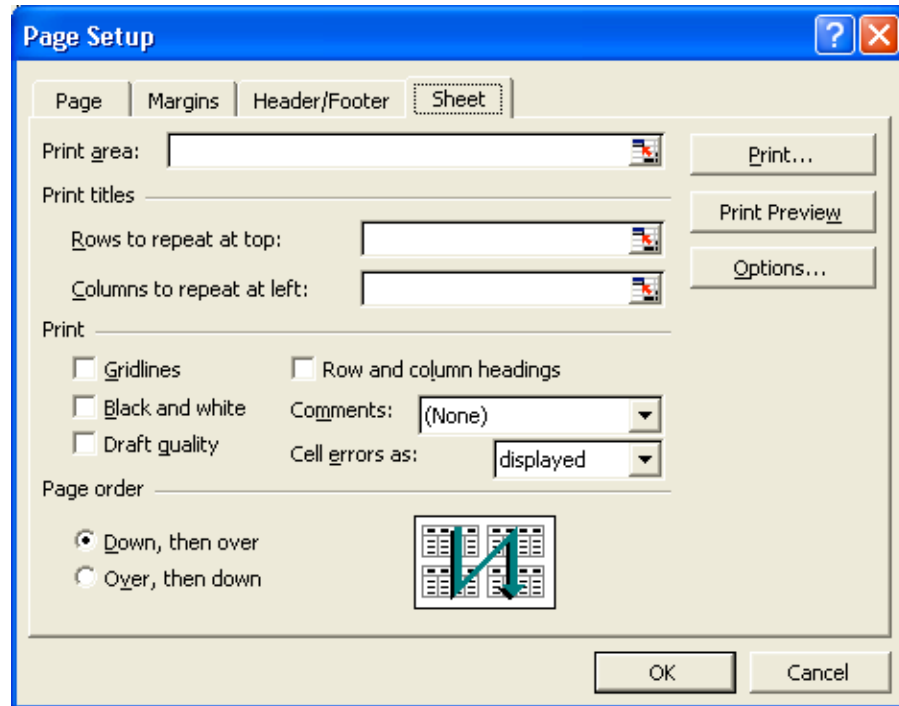 Page Setup
Page Margins Header/Footer Sheet
Print area:
Print...
Print titles
Print Preview
Rows to repeat at top:
Options...
Columns to repeat at left:
Print
Gridlines Row and column headings
Black and white Comments: (None)
Draft quality Cell errors as: displayed
Page order
Down, then over
Over, then down
OK Cancel